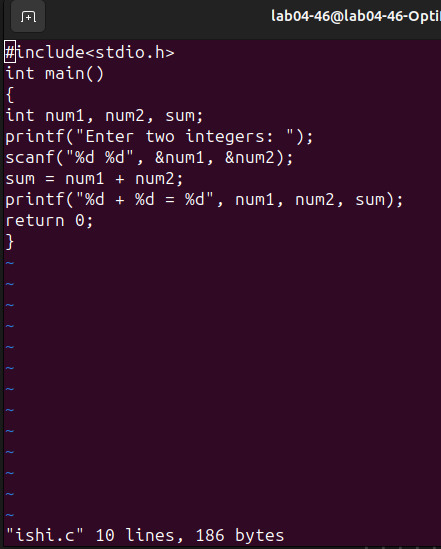 lab04-46@lab04-46-Opti
#include<stdio.h>
int main()
{
int num1, num2, sum;
printf("Enter two integers: ");
scanf("%d %d", &num1, &num2);
sum = num1 + num2;
printf("%d + %d = %d", num1, num2, sum);
return 0;
}
~
~
~
~
~
~
~
~
~
~
~
~
~
"ishi.c" 10 lines, 186 bytes